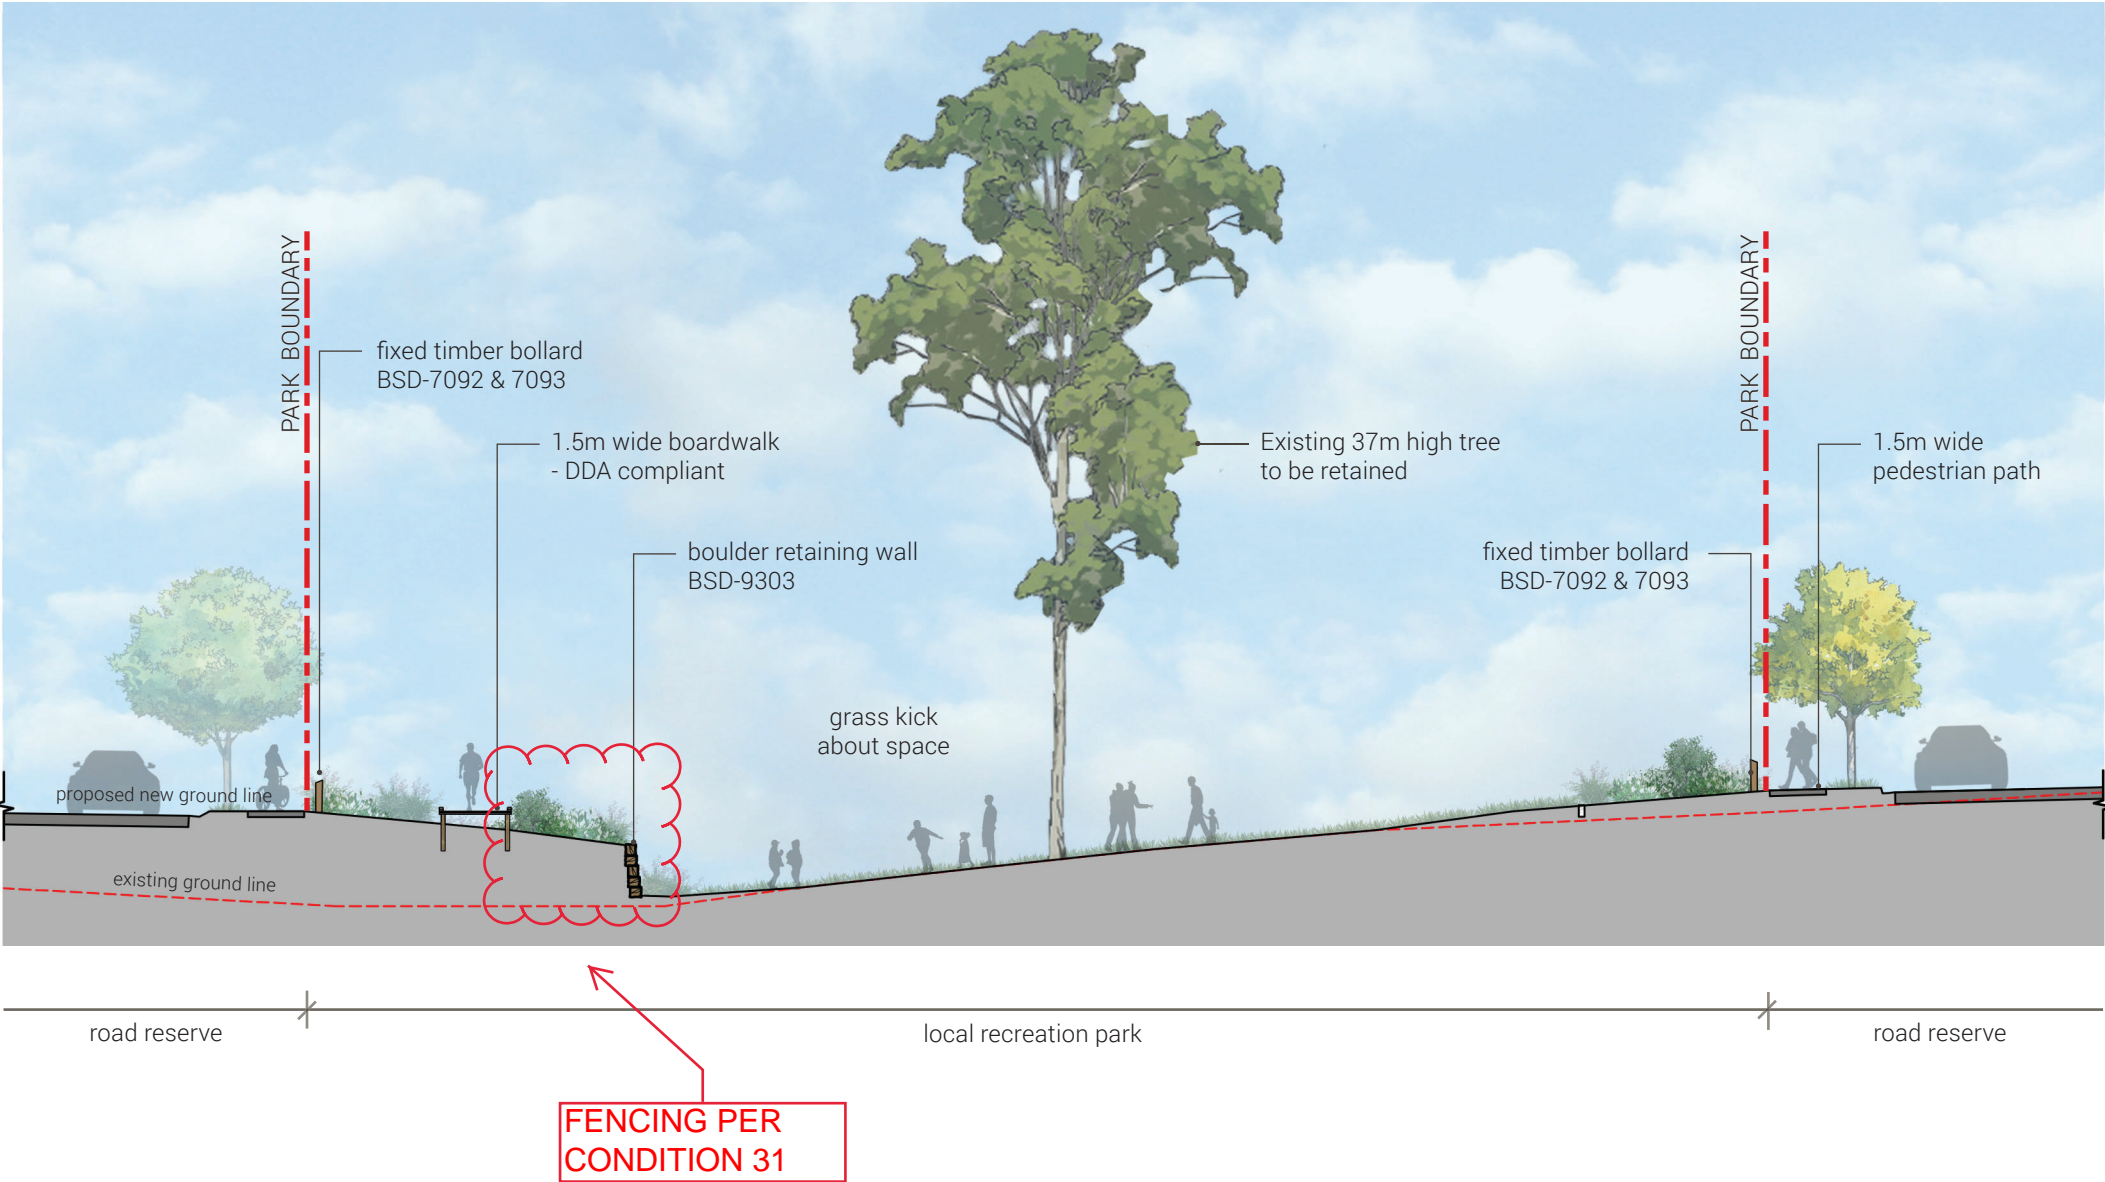 PARK BOUNDARY
fixed timber bollard
BSD-7092 & 7093
1.5m wide boardwalk
- DDA compliant
boulder retaining wall
BSD-9303
Existing 37m high tree
to be retained
PARK BOUNDARY
1.5m wide
pedestrian path
fixed timber bollard
BSD-7092 & 7093
grass kick
about space
proposed new ground line
existing ground line
road reserve
local recreation park
road reserve
FENCING PER
CONDITION 31